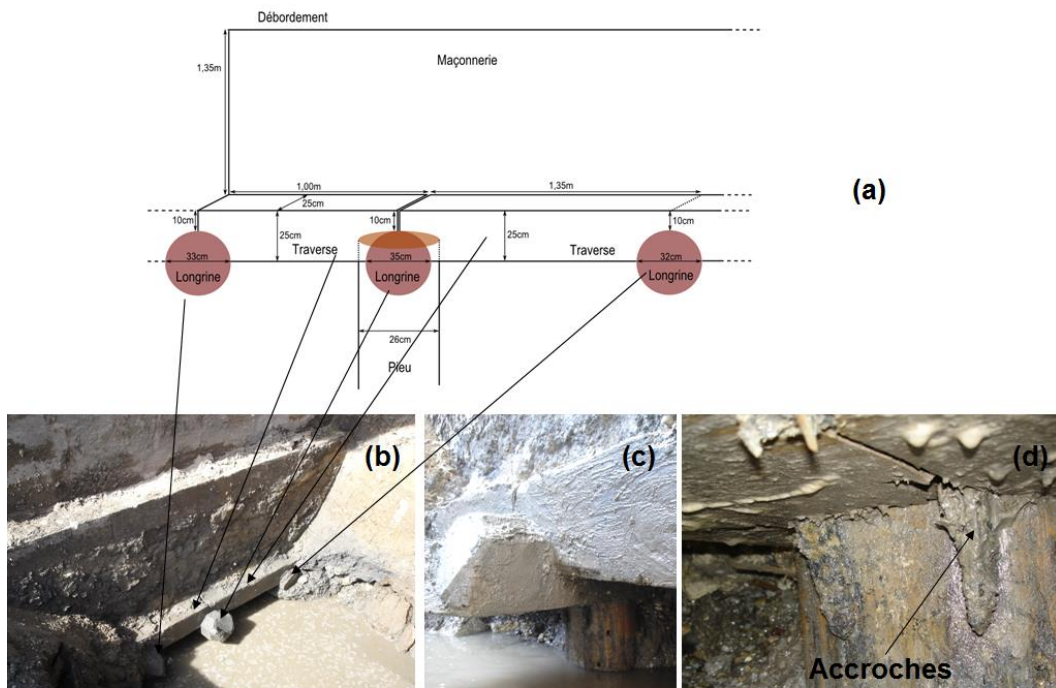 Débordement
1,35m
Maçonnerie
(a)
1,00m
1,35m
25cm
10cm
25cm
10cm
25cm
10cm
Traverse
Traverse
33cm
35cm
32cm
Longrine
Longrine
Longrine
26cm
Pieu
(b)
(c)
(d)
Accroches